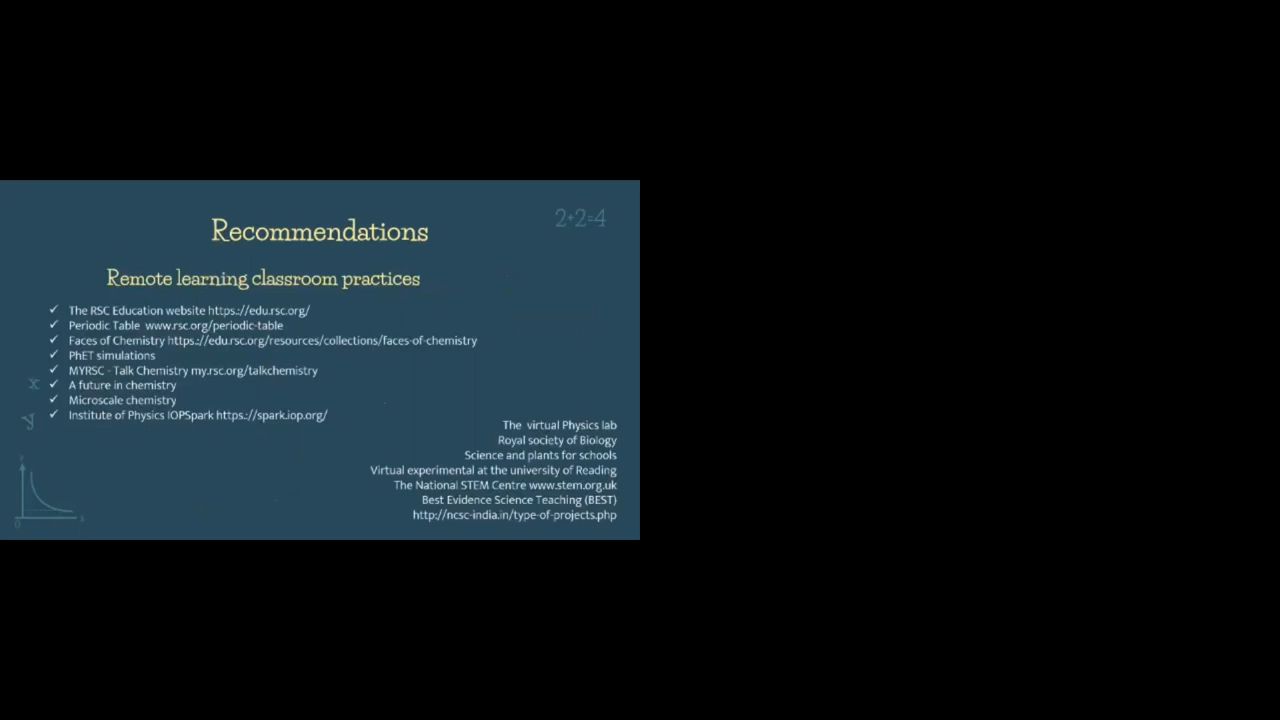 2+2=4
Recommendations
Remote learning classroom practices
✓ The RSC Education website https://edu.rsc.org/
✓ Periodic Table www.rsc.org/periodic-table
✓ Faces of Chemistry https://edu.rsc.org/resources/collections/faces-of-chemistry
✓ PhET simulations
✓ MYRSC - Talk Chemistry my.rsc.org/talkchemistry
✓ A future in chemistry
✓ Microscale chemistry
✓ Institute of Physics IOPSpark https://spark.iop.org/
x
y
The virtual Physics lab
Royal society of Biology
Science and plants for schools
Virtual experimental at the university of Reading
The National STEM Centre www.stem.org.uk
Best Evidence Science Teaching (BEST)
http://ncsc-india.in/type-of-projects.php
0